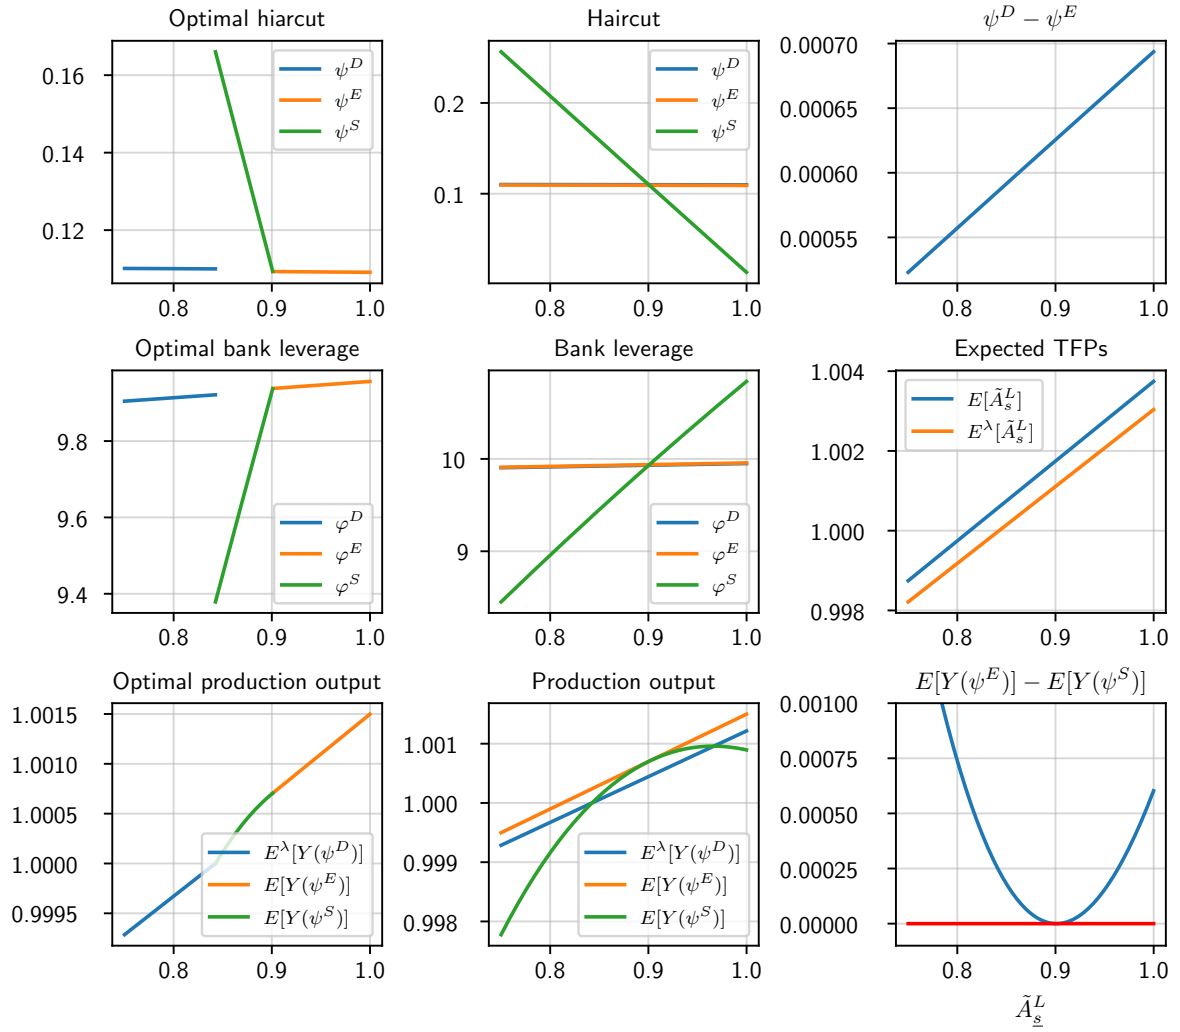 Optimal hiarcut
0.16
0.14
0.12
0.8 0.9 1.0
ψ^D
ψ^E
ψ^S
Haircut
0.2
0.1
0.8 0.9 1.0
ψ^D
ψ^E
ψ^S
ψ^D − ψ^E
0.00070
0.00065
0.00060
0.00055
0.8 0.9 1.0
Optimal bank leverage
9.8
9.6
9.4
0.8 0.9 1.0
φ^D
φ^E
φ^S
Bank leverage
10
9
0.8 0.9 1.0
φ^D
φ^E
φ^S
Expected TFPs
1.004
1.002
1.000
0.998
0.8 0.9 1.0
E[Ã_s^L]
E^λ[Ã_s^L]
Optimal production output
1.0015
1.0010
1.0005
1.0000
0.9995
0.8 0.9 1.0
E^λ[Y(ψ^D)]
E[Y(ψ^E)]
E[Y(ψ^S)]
Production output
1.001
1.000
0.999
0.998
0.8 0.9 1.0
E^λ[Y(ψ^D)]
E[Y(ψ^E)]
E[Y(ψ^S)]
E[Y(ψ^E)] − E[Y(ψ^S)]
0.00100
0.00075
0.00050
0.00025
0.00000
0.8 0.9 1.0
Ã_s̲^L